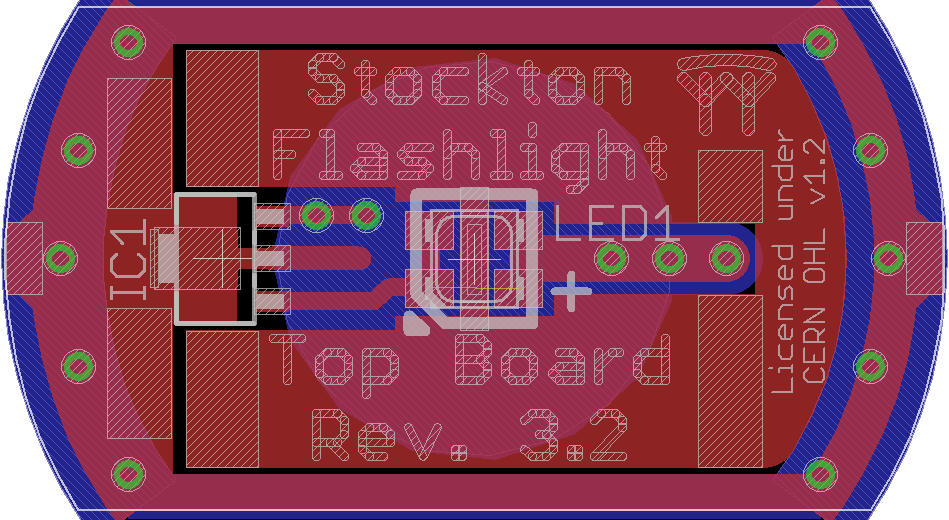 Stockton
Flashlight
LED1
IC1
+
Top Board
Rev. 3.2
Licensed under
CERN OHL v1.2